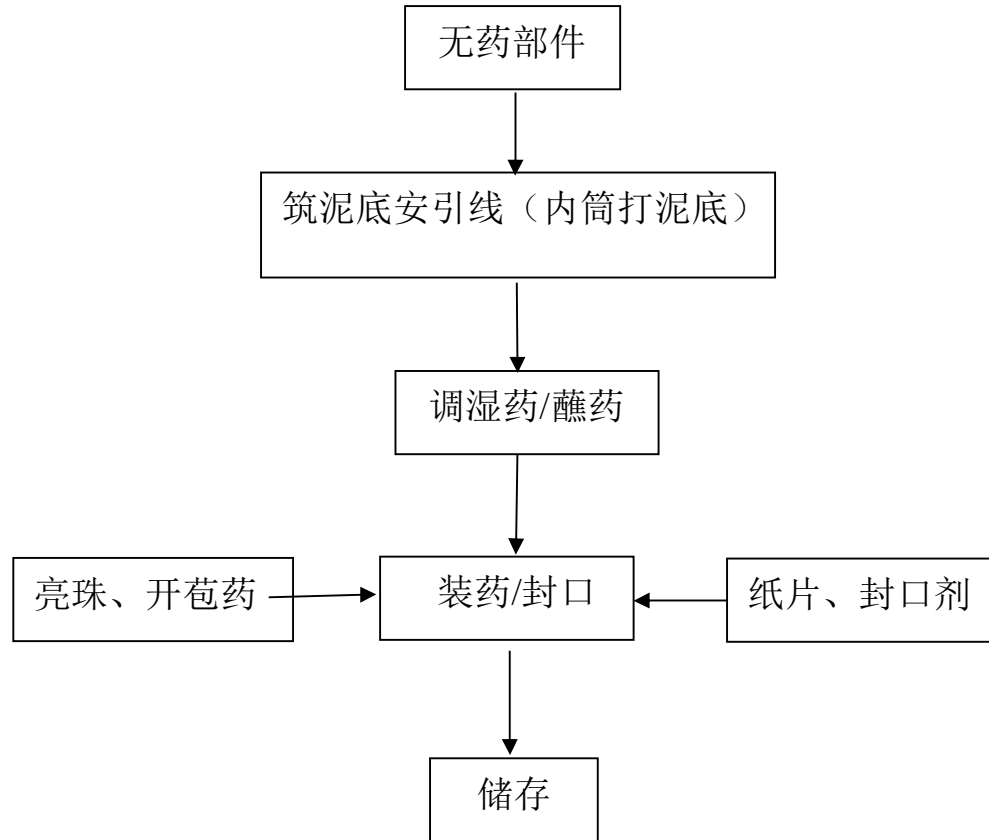 无药部件
筑泥底安引线（内筒打泥底）
调湿药/蘸药
亮珠、开苞药
装药/封口
纸片、封口剂
储存